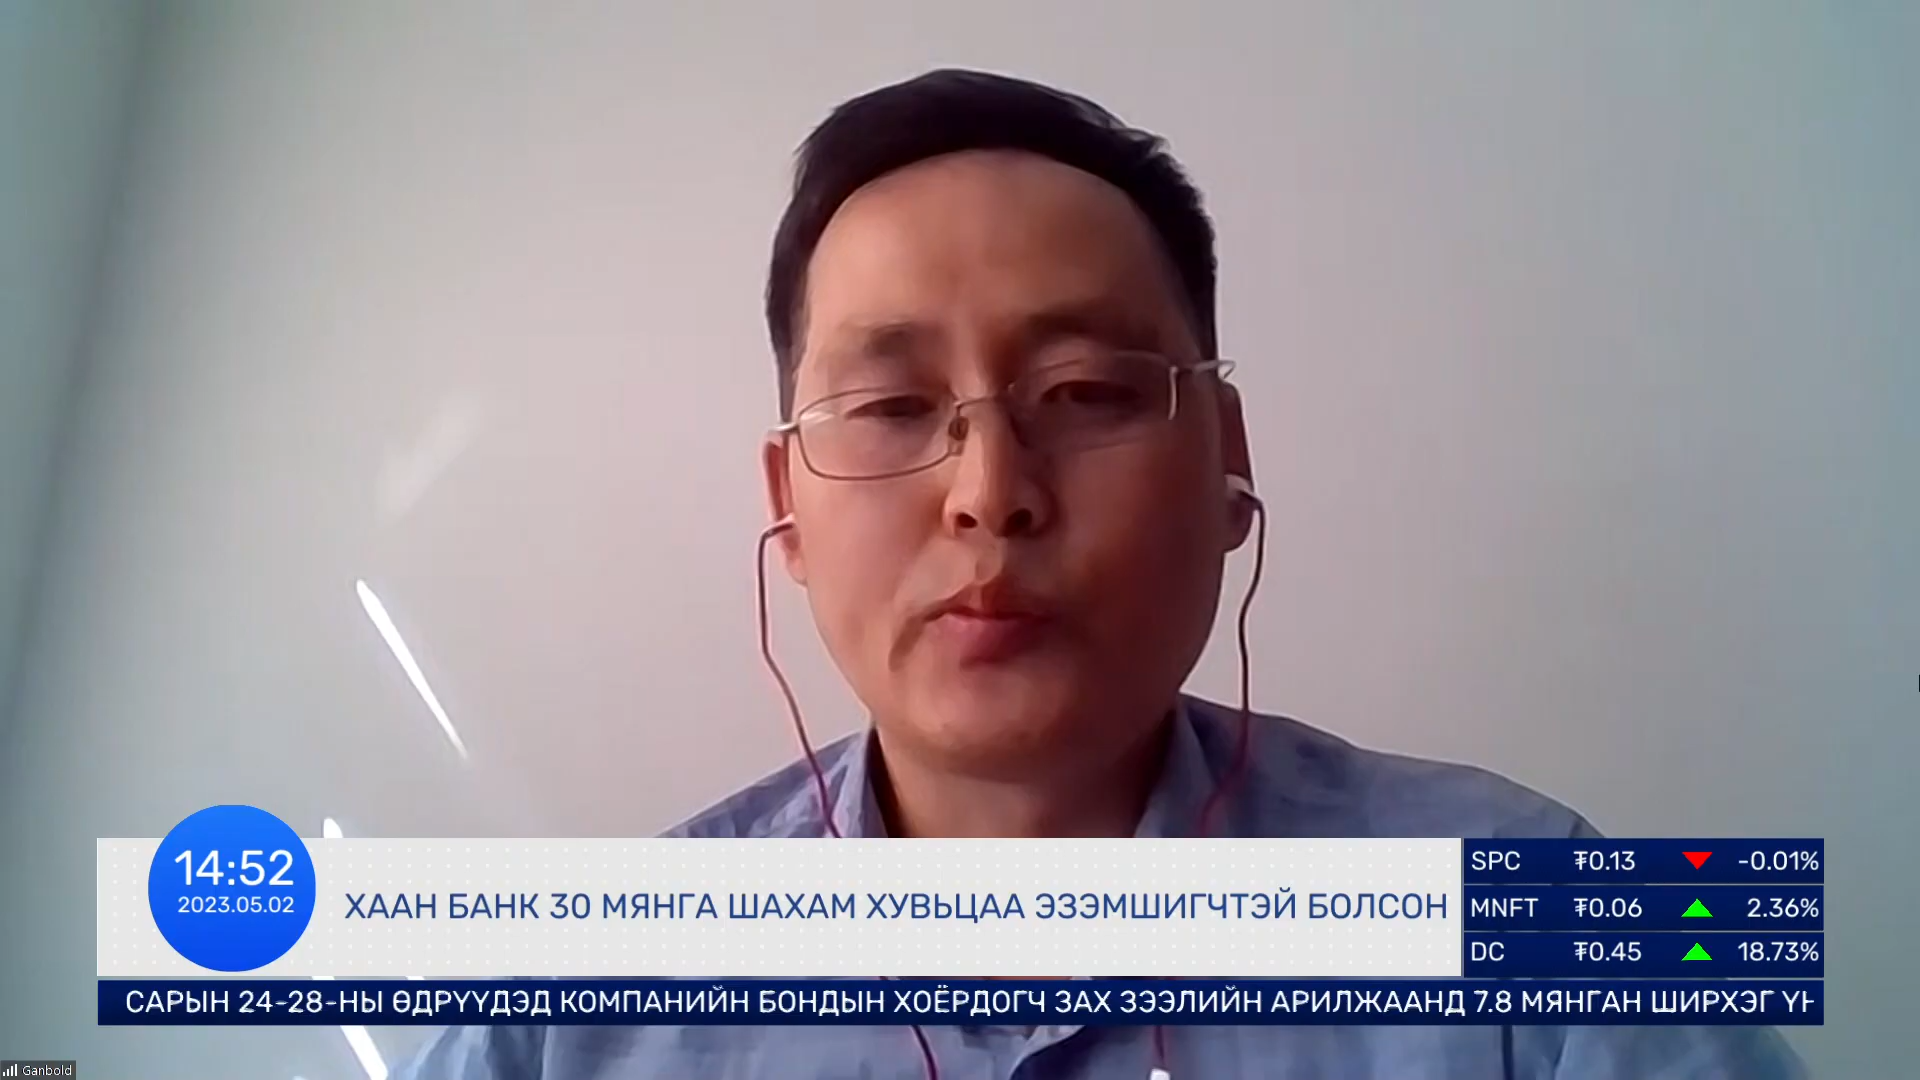 14:52
2023.05.02
ХААН БАНК 30 МЯНГА ШАХАМ ХУВЬЦАА ЭЗЭМШИГЧТЭЙ БОЛСОН
SPC ₮0.13 -0.01%
MNFT ₮0.06 2.36%
DC ₮0.45 18.73%
САРЫН 24-28-НЫ ӨДРҮҮДЭД КОМПАНИЙН БОНДЫН ХОЁРДОГЧ ЗАХ ЗЭЭЛИЙН АРИЛЖААНД 7.8 МЯНГАН ШИРХЭГ
Ganbold